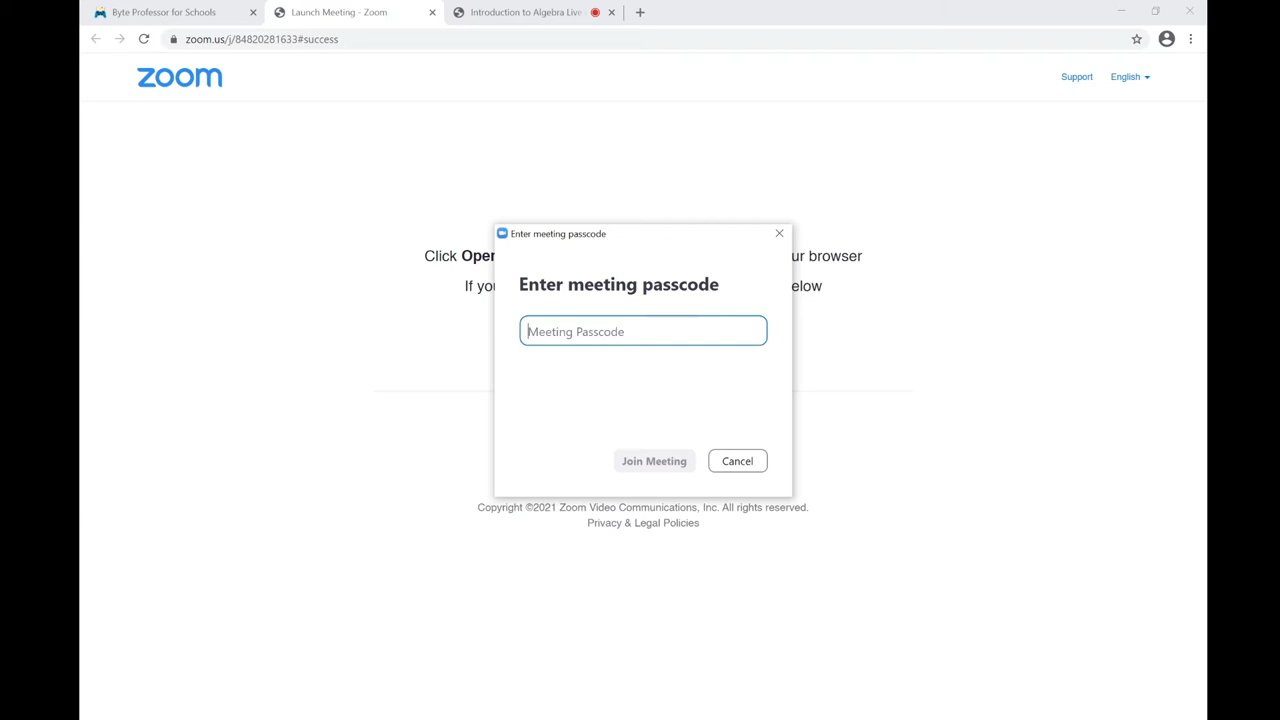 Byte Professor for Schools
Launch Meeting - Zoom
Introduction to Algebra Live
zoom.us/j/84820281633#success
zoom
Support
English
Click Open
ur browser
If you
elow
Enter meeting passcode
Enter meeting passcode
Meeting Passcode
Join Meeting
Cancel
Copyright ©2021 Zoom Video Communications, Inc. All rights reserved.
Privacy & Legal Policies